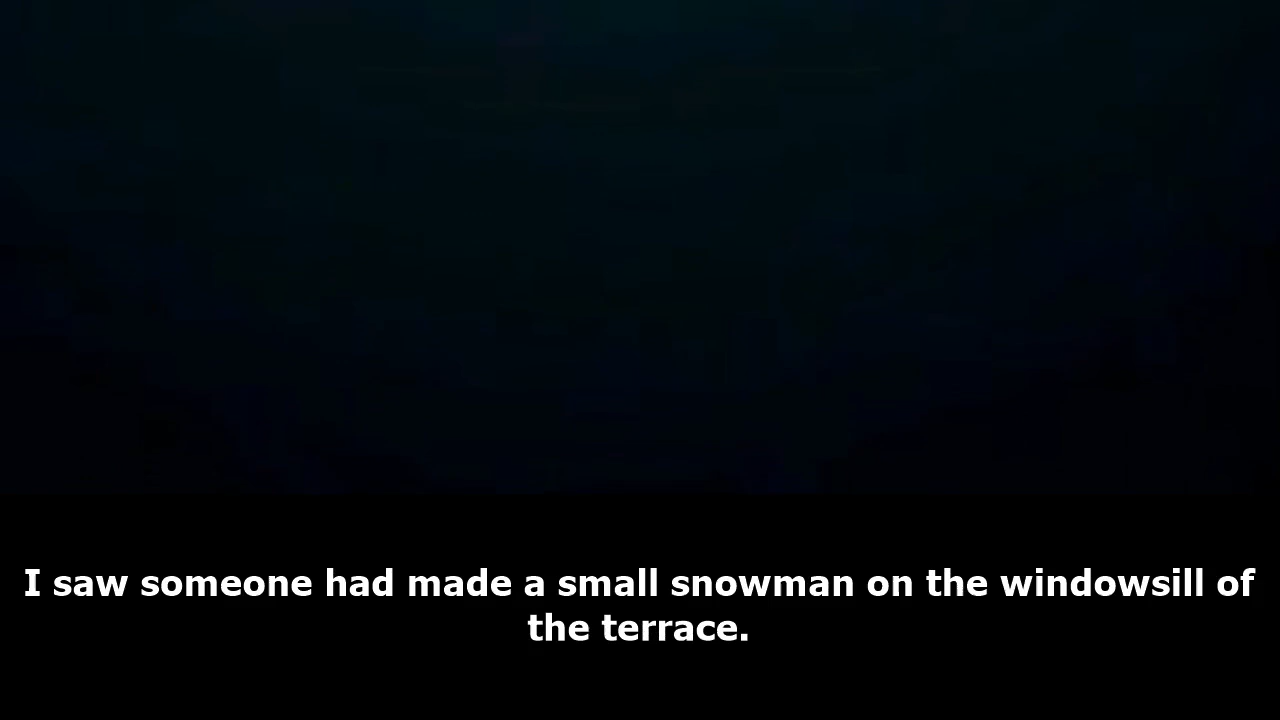 I saw someone had made a small snowman on the windowsill of
the terrace.